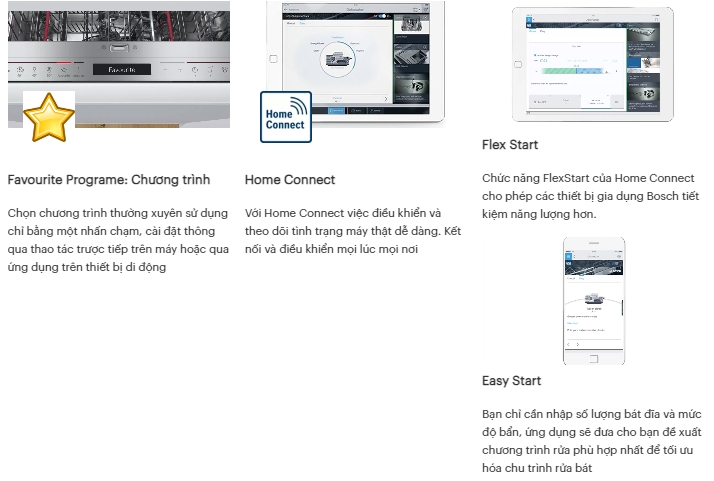 Favourite
Home
Connect
Favourite Programe: Chương trình
Chọn chương trình thường xuyên sử dụng
chỉ bằng một nhấn chạm, cài đặt thông
qua thao tác trược tiếp trên máy hoặc qua
ứng dụng trên thiết bị di động
Home Connect
Với Home Connect việc điều khiển và
theo dõi tình trạng máy thật dễ dàng. Kết
nối và điều khiển mọi lúc mọi nơi
Flex Start
Chức năng FlexStart của Home Connect
cho phép các thiết bị gia dụng Bosch tiết
kiệm năng lượng hơn.
Easy Start
Bạn chỉ cần nhập số lượng bát đĩa và mức
độ bẩn, ứng dụng sẽ đưa cho bạn đề xuất
chương trình rửa phù hợp nhất để tối ưu
hóa chu trình rửa bát